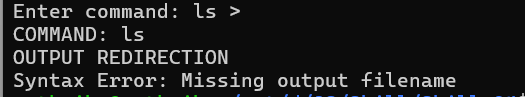 Enter command: ls >
COMMAND: ls
OUTPUT REDIRECTION
Syntax Error: Missing output filename